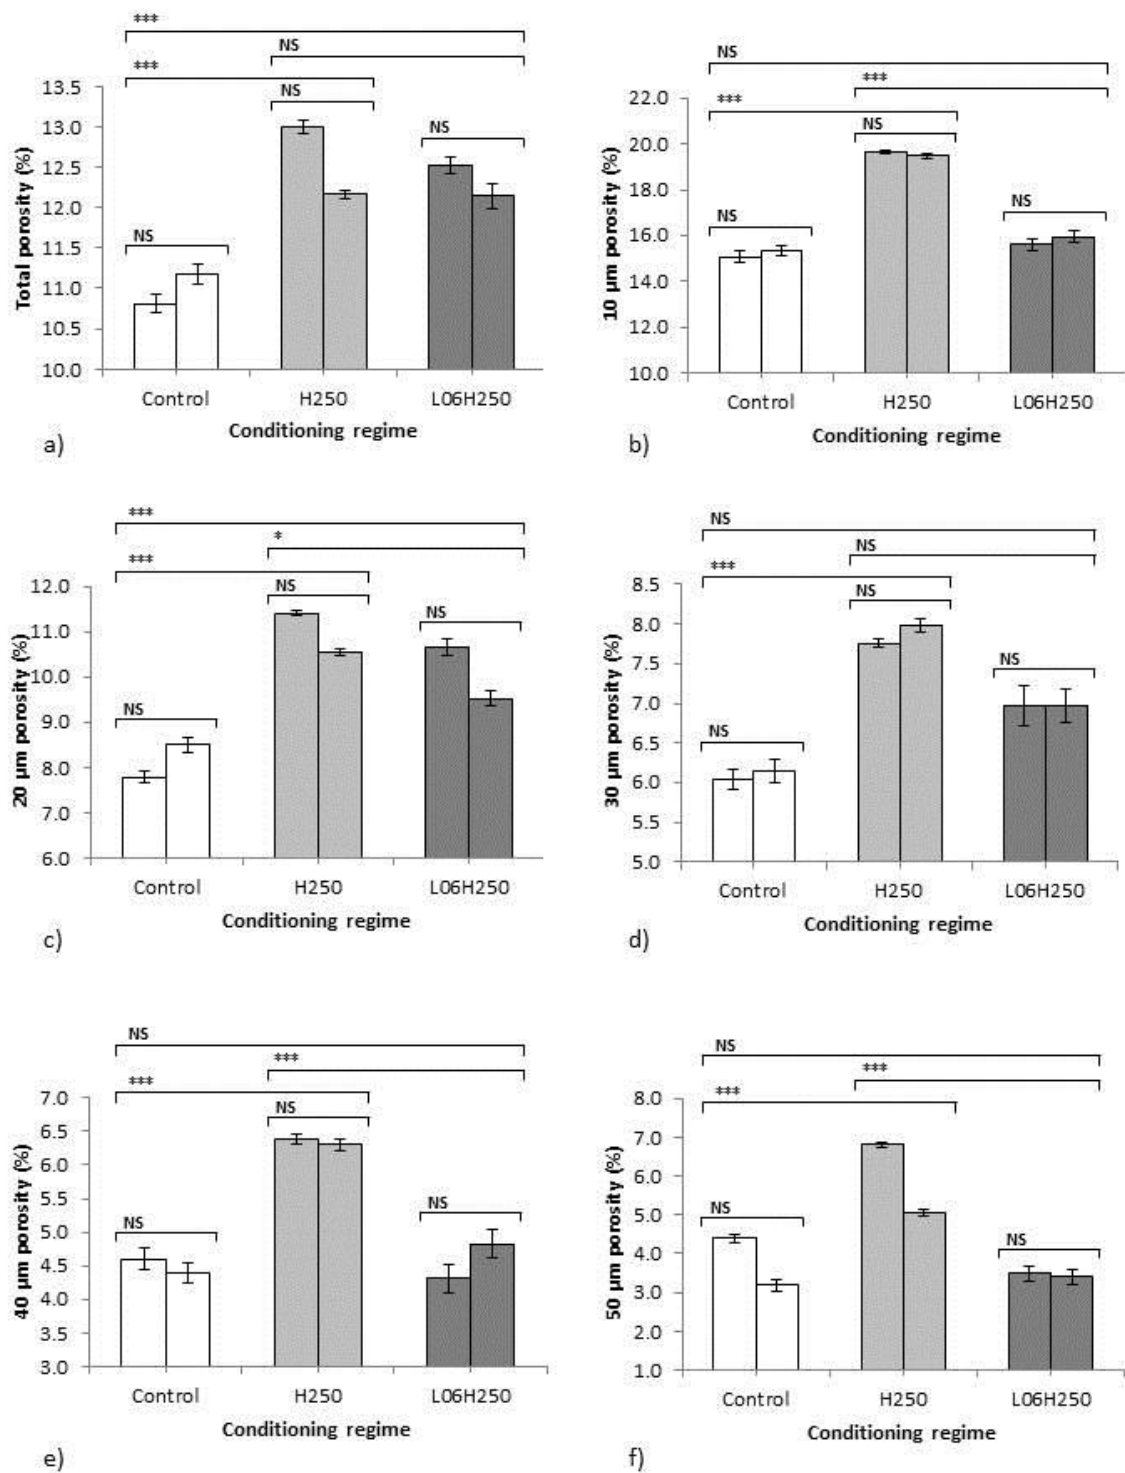 ***
NS
***
NS
NS
NS
13.5
13.0
12.5
12.0
11.5
11.0
10.5
10.0
Total porosity (%)
Control
H250
L06H250
Conditioning regime
a)
NS
***
***
NS
NS
NS
22.0
20.0
18.0
16.0
14.0
12.0
10.0
10 µm porosity (%)
Control
H250
L06H250
Conditioning regime
b)
***
*
***
NS
NS
NS
12.0
11.0
10.0
9.0
8.0
7.0
6.0
20 µm porosity (%)
Control
H250
L06H250
Conditioning regime
c)
NS
NS
***
NS
NS
NS
8.5
8.0
7.5
7.0
6.5
6.0
5.5
5.0
30 µm porosity (%)
Control
H250
L06H250
Conditioning regime
d)
NS
***
***
NS
NS
NS
7.0
6.5
6.0
5.5
5.0
4.5
4.0
3.5
3.0
40 µm porosity (%)
Control
H250
L06H250
Conditioning regime
e)
NS
***
***
NS
NS
8.0
7.0
6.0
5.0
4.0
3.0
2.0
1.0
50 µm porosity (%)
Control
H250
L06H250
Conditioning regime
f)